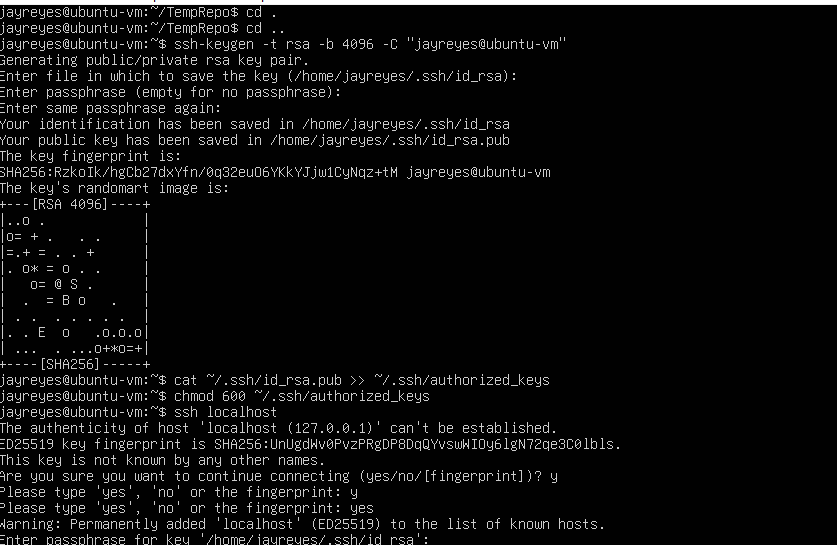 jayreyes@ubuntu-vm:~/TempRepo$ cd .
jayreyes@ubuntu-vm:~/TempRepo$ cd ..
jayreyes@ubuntu-vm:~$ ssh-keygen -t rsa -b 4096 -C "jayreyes@ubuntu-vm"
Generating public/private rsa key pair.
Enter file in which to save the key (/home/jayreyes/.ssh/id_rsa):
Enter passphrase (empty for no passphrase):
Enter same passphrase again:
Your identification has been saved in /home/jayreyes/.ssh/id_rsa
Your public key has been saved in /home/jayreyes/.ssh/id_rsa.pub
The key fingerprint is:
SHA256:RzkoIk/hgCb27dxYfn/0q32euO6YKkYJjw1CyNqz+tM jayreyes@ubuntu-vm
The key's randomart image is:
+---[RSA 4096]----+
|..o .            |
|o= + .   . .     |
|=.+ = . . +      |
|. o* = o . .     |
|   o= @ S .      |
|  .  = B o   .   |
| . .  . . . . .  |
|. . E  o   .o.o.o|
| ...  . ...o+*o=+|
+----[SHA256]-----+
jayreyes@ubuntu-vm:~$ cat ~/.ssh/id_rsa.pub >> ~/.ssh/authorized_keys
jayreyes@ubuntu-vm:~$ chmod 600 ~/.ssh/authorized_keys
jayreyes@ubuntu-vm:~$ ssh localhost
The authenticity of host 'localhost (127.0.0.1)' can't be established.
ED25519 key fingerprint is SHA256:UnUgdWv0PvzPRgDP8DqQYvswWIOy6lgN72qe3C0lbls.
This key is not known by any other names.
Are you sure you want to continue connecting (yes/no/[fingerprint])? y
Please type 'yes', 'no' or the fingerprint: y
Please type 'yes', 'no' or the fingerprint: yes
Warning: Permanently added 'localhost' (ED25519) to the list of known hosts.
Enter passphrase for key '/home/jayreyes/.ssh/id_rsa':